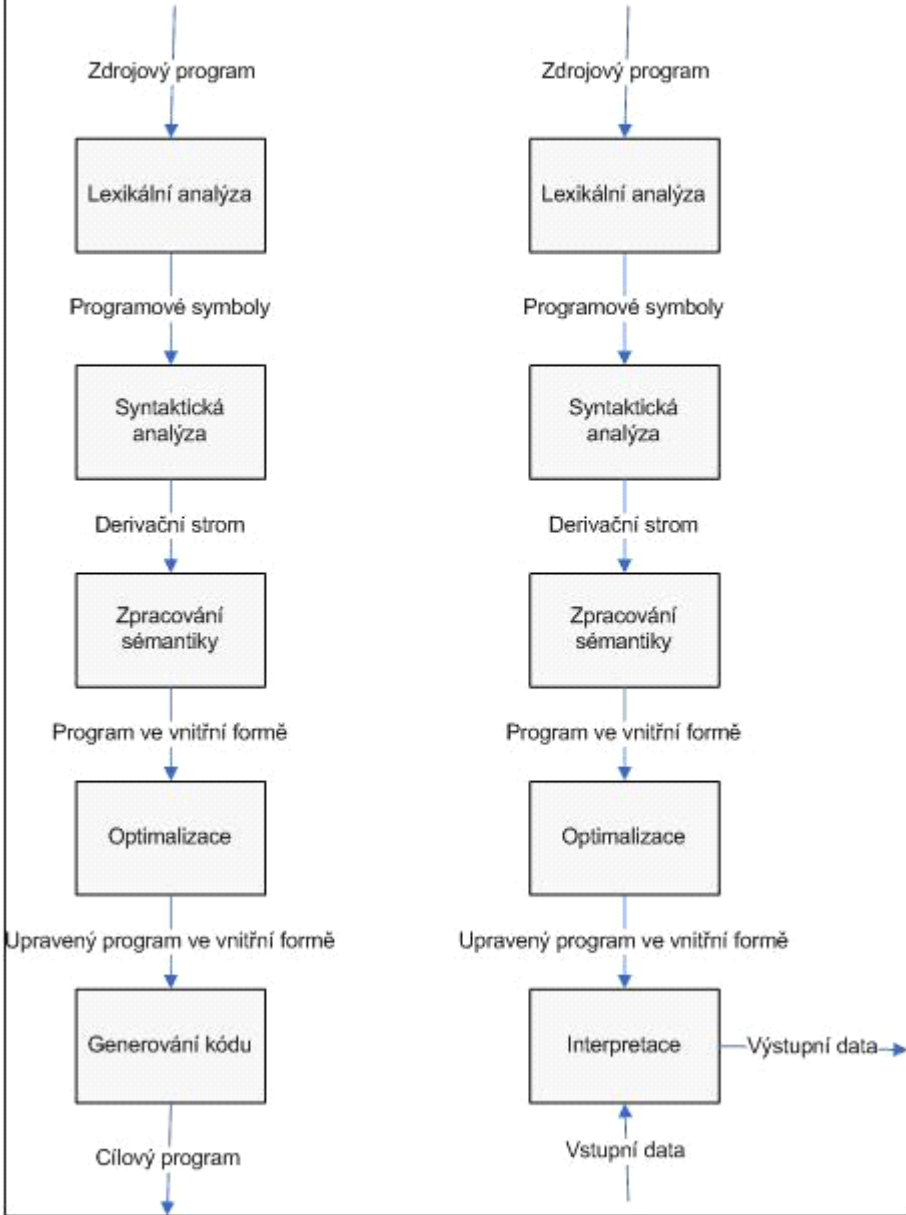 Zdrojový program
Lexikální analýza
Programové symboly
Syntaktická
analýza
Derivační strom
Zpracování
sémantiky
Program ve vnitřní formě
Optimalizace
Upravený program ve vnitřní formě
Generování kódu
Cílový program
Zdrojový program
Lexikální analýza
Programové symboly
Syntaktická
analýza
Derivační strom
Zpracování
sémantiky
Program ve vnitřní formě
Optimalizace
Upravený program ve vnitřní formě
Interpretace
Výstupní data
Vstupní data